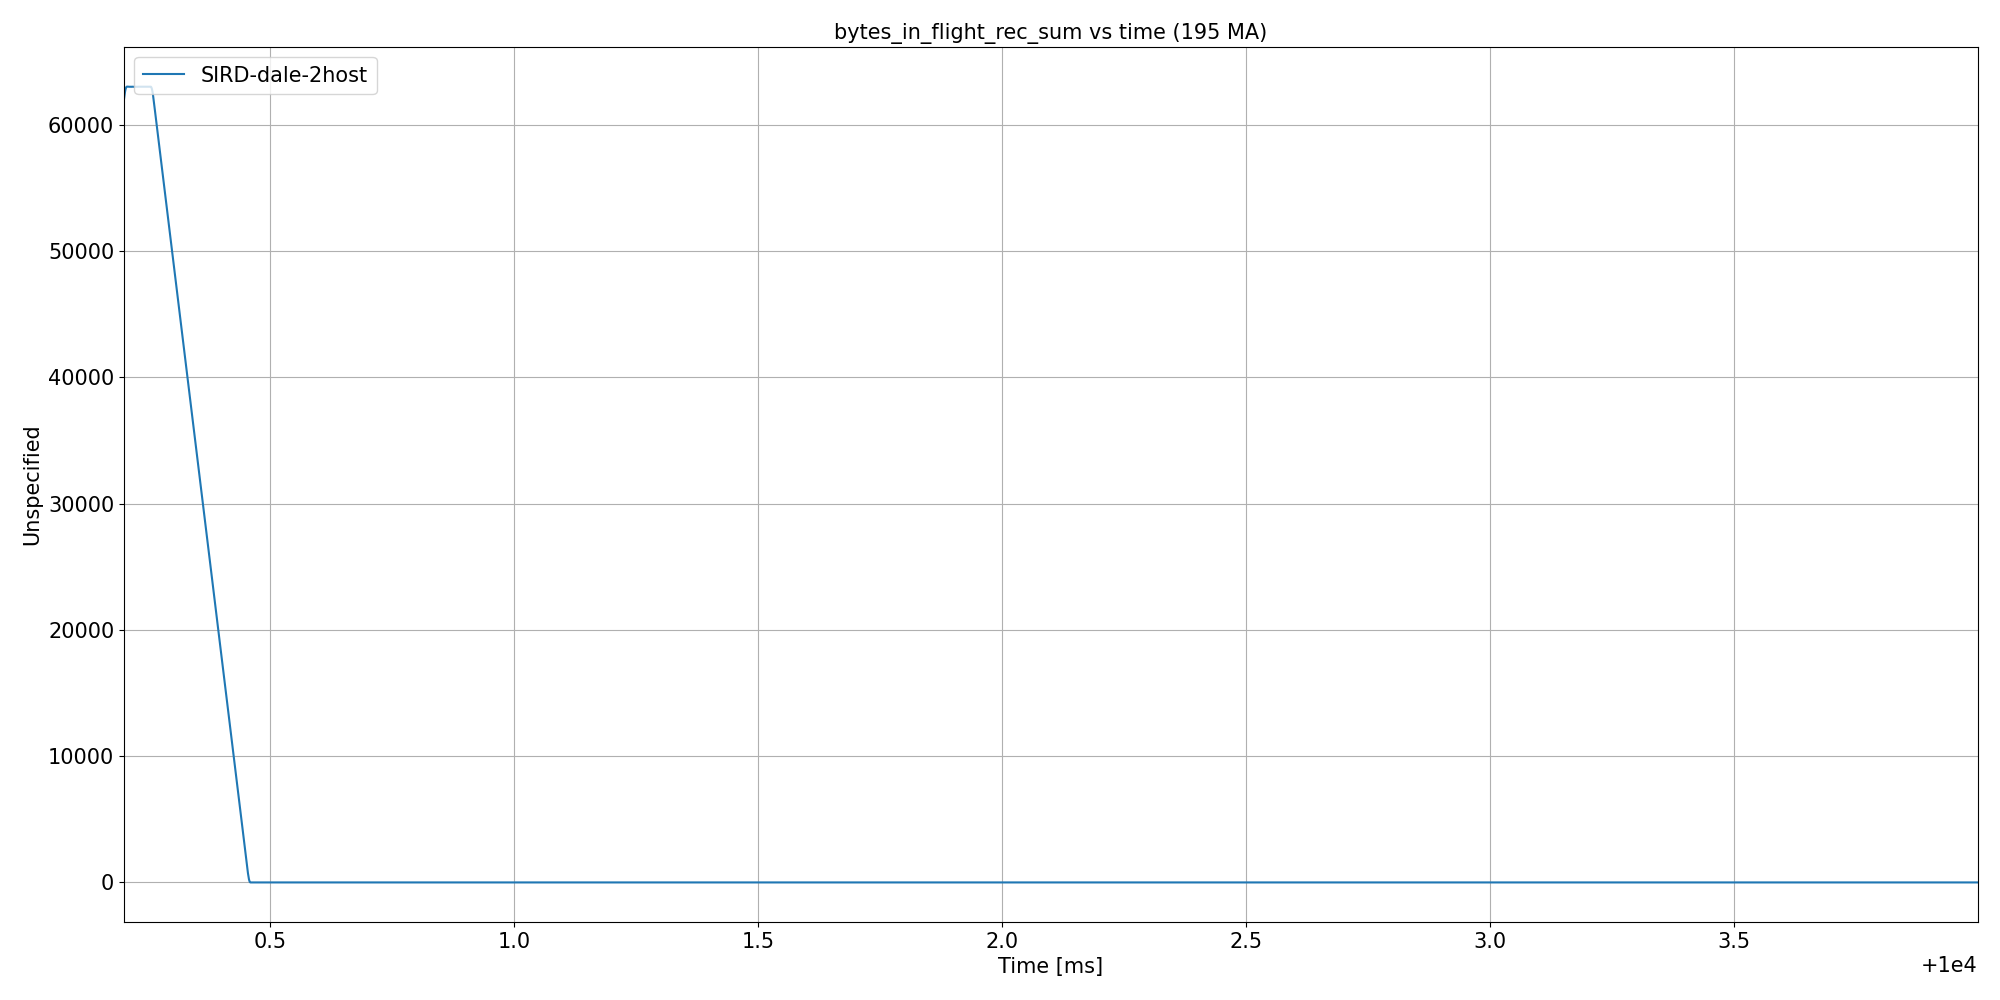 bytes_in_flight_rec_sum vs time (195 MA)
SIRD-dale-2host
60000
50000
40000
30000
20000
10000
0
Unspecified
0.5 1.0 1.5 2.0 2.5 3.0 3.5
Time [ms]
+1e4